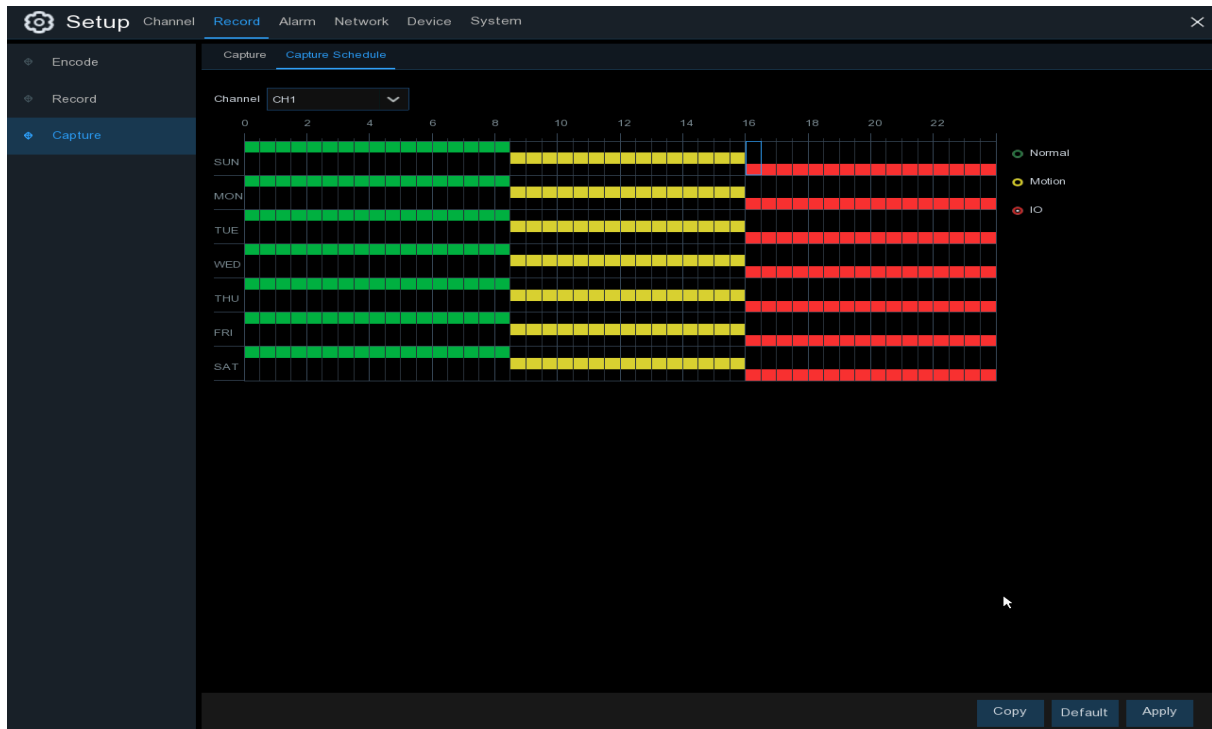 Setup Channel Record Alarm Network Device System
Encode
Record
Capture
Capture Capture Schedule
Channel CH1
0 2 4 6 8 10 12 14 16 18 20 22
SUN
MON
TUE
WED
THU
FRI
SAT
Normal
Motion
IO
Copy Default Apply